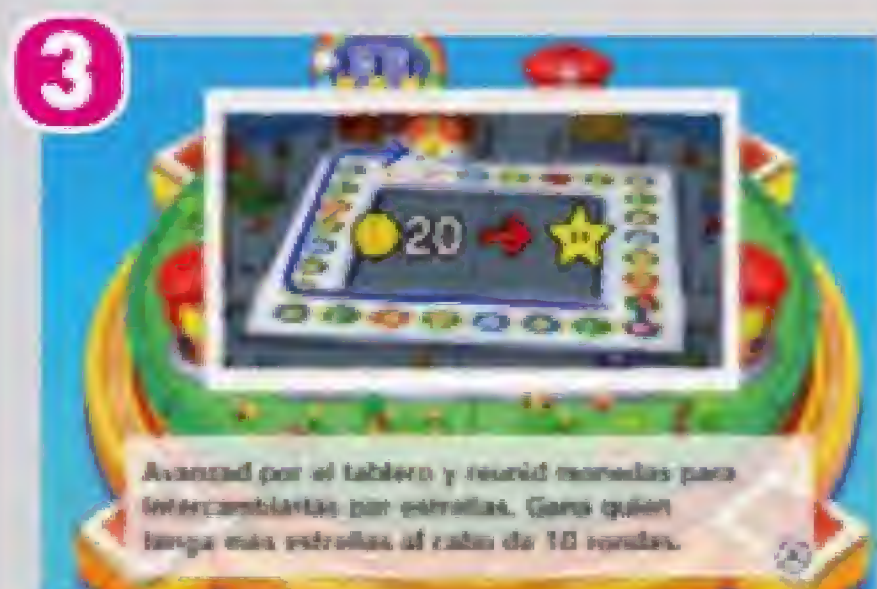 3
20
Avanzad por el tablero y reunid monedas para
intercambiarlas por estrellas. Gana quien
tenga más estrellas al cabo de 10 rondas.